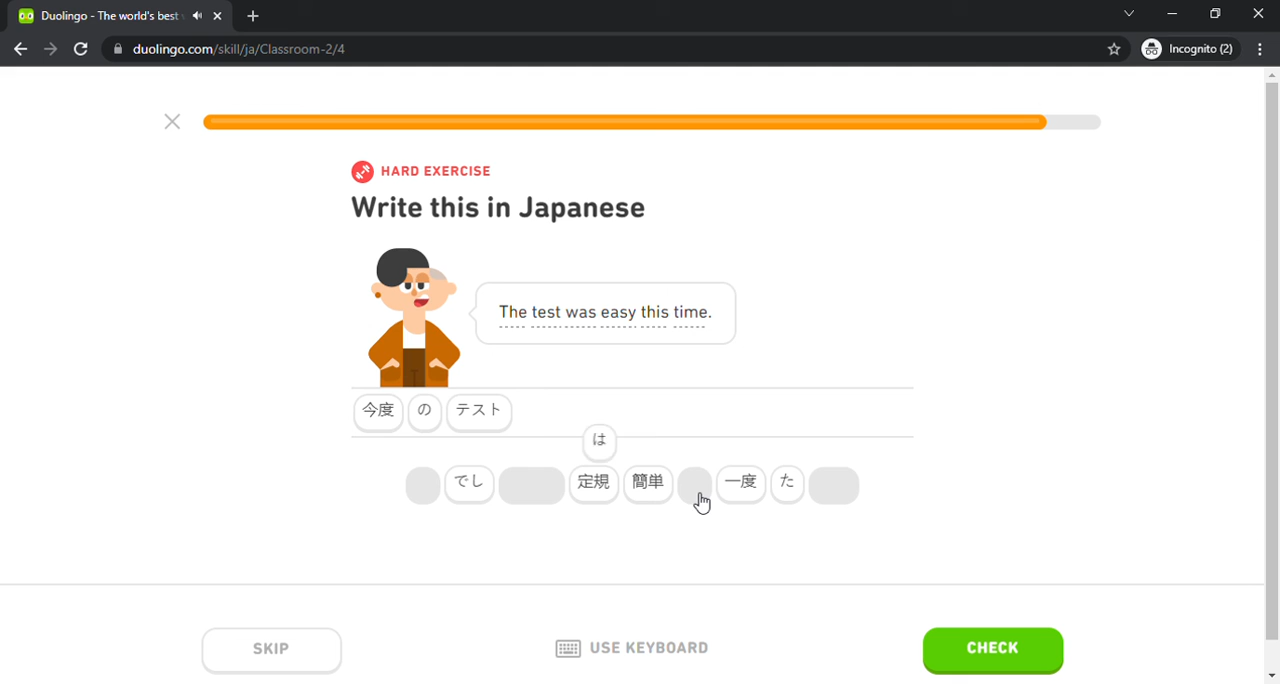 Duolingo - The world's best
duolingo.com/skill/ja/Classroom-2/4
Incognito (2)
HARD EXERCISE
Write this in Japanese
The test was easy this time.
今度 の テスト
は
でし 定規 簡単 一度 た
SKIP
USE KEYBOARD
CHECK